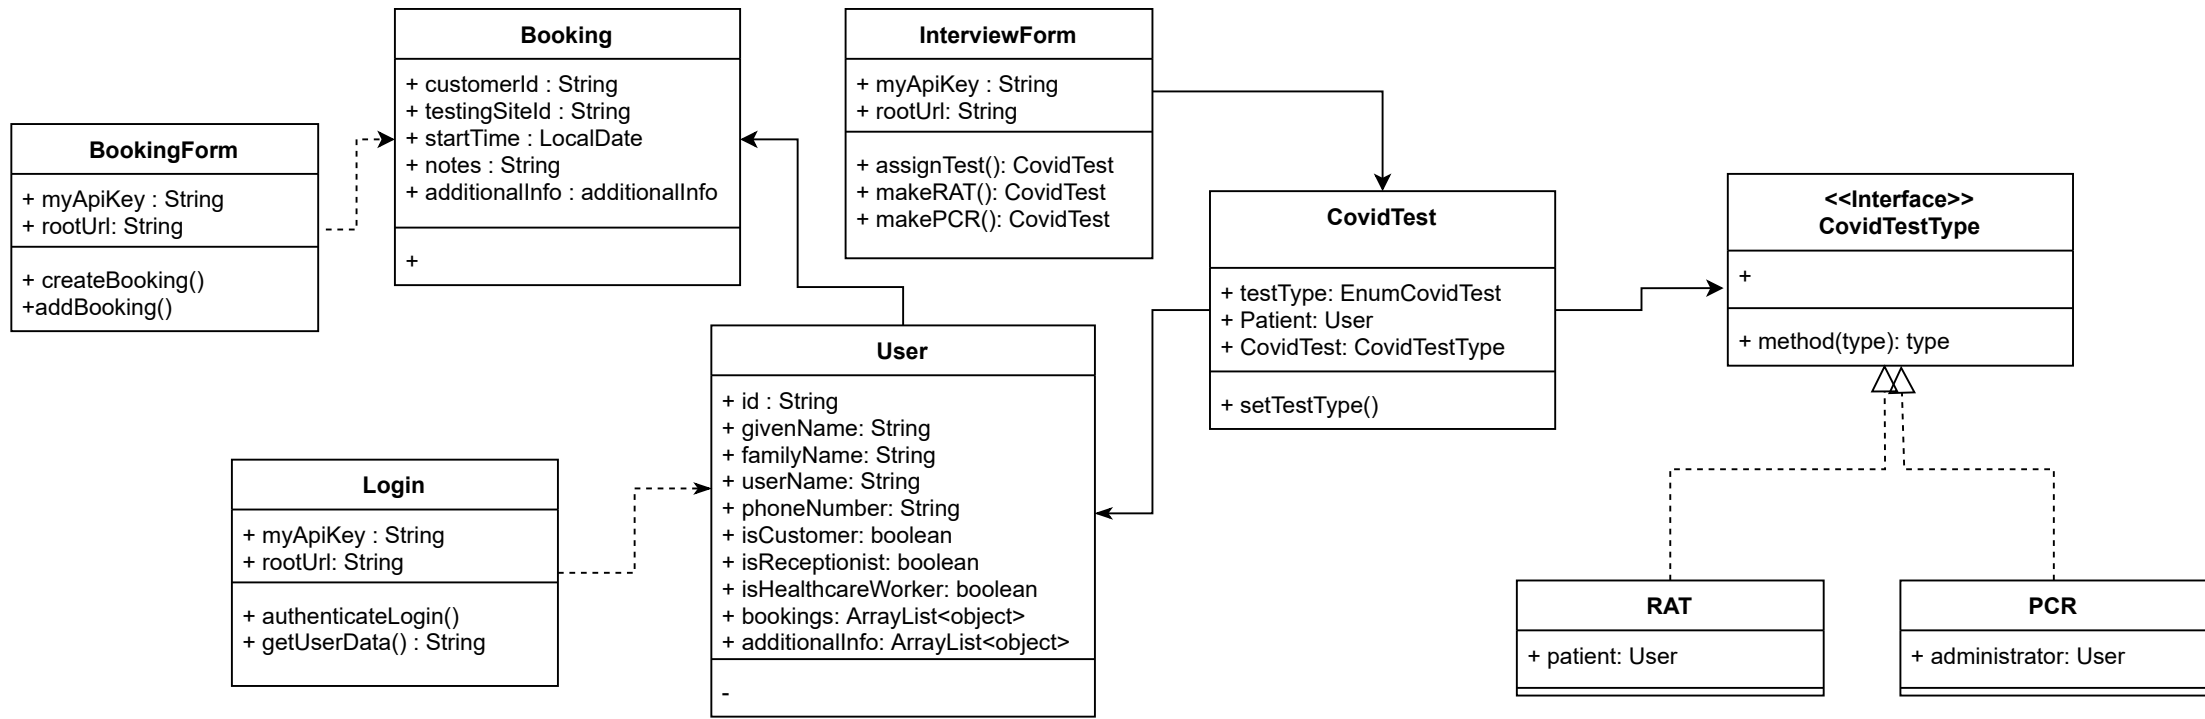 Booking
+ customerId : String
+ testingSiteId : String
+ startTime : LocalDate
+ notes : String
+ additionalInfo : additionalInfo
+
InterviewForm
+ myApiKey : String
+ rootUrl: String
+ assignTest(): CovidTest
+ makeRAT(): CovidTest
+ makePCR(): CovidTest
BookingForm
+ myApiKey : String
+ rootUrl: String
+ createBooking()
+addBooking()
CovidTest
+ testType: EnumCovidTest
+ Patient: User
+ CovidTest: CovidTestType
+ setTestType()
<<Interface>>
CovidTestType
+
+ method(type): type
User
+ id : String
+ givenName: String
+ familyName: String
+ userName: String
+ phoneNumber: String
+ isCustomer: boolean
+ isReceptionist: boolean
+ isHealthcareWorker: boolean
+ bookings: ArrayList<object>
+ additionalInfo: ArrayList<object>
-
Login
+ myApiKey : String
+ rootUrl: String
+ authenticateLogin()
+ getUserData() : String
RAT
+ patient: User
PCR
+ administrator: User